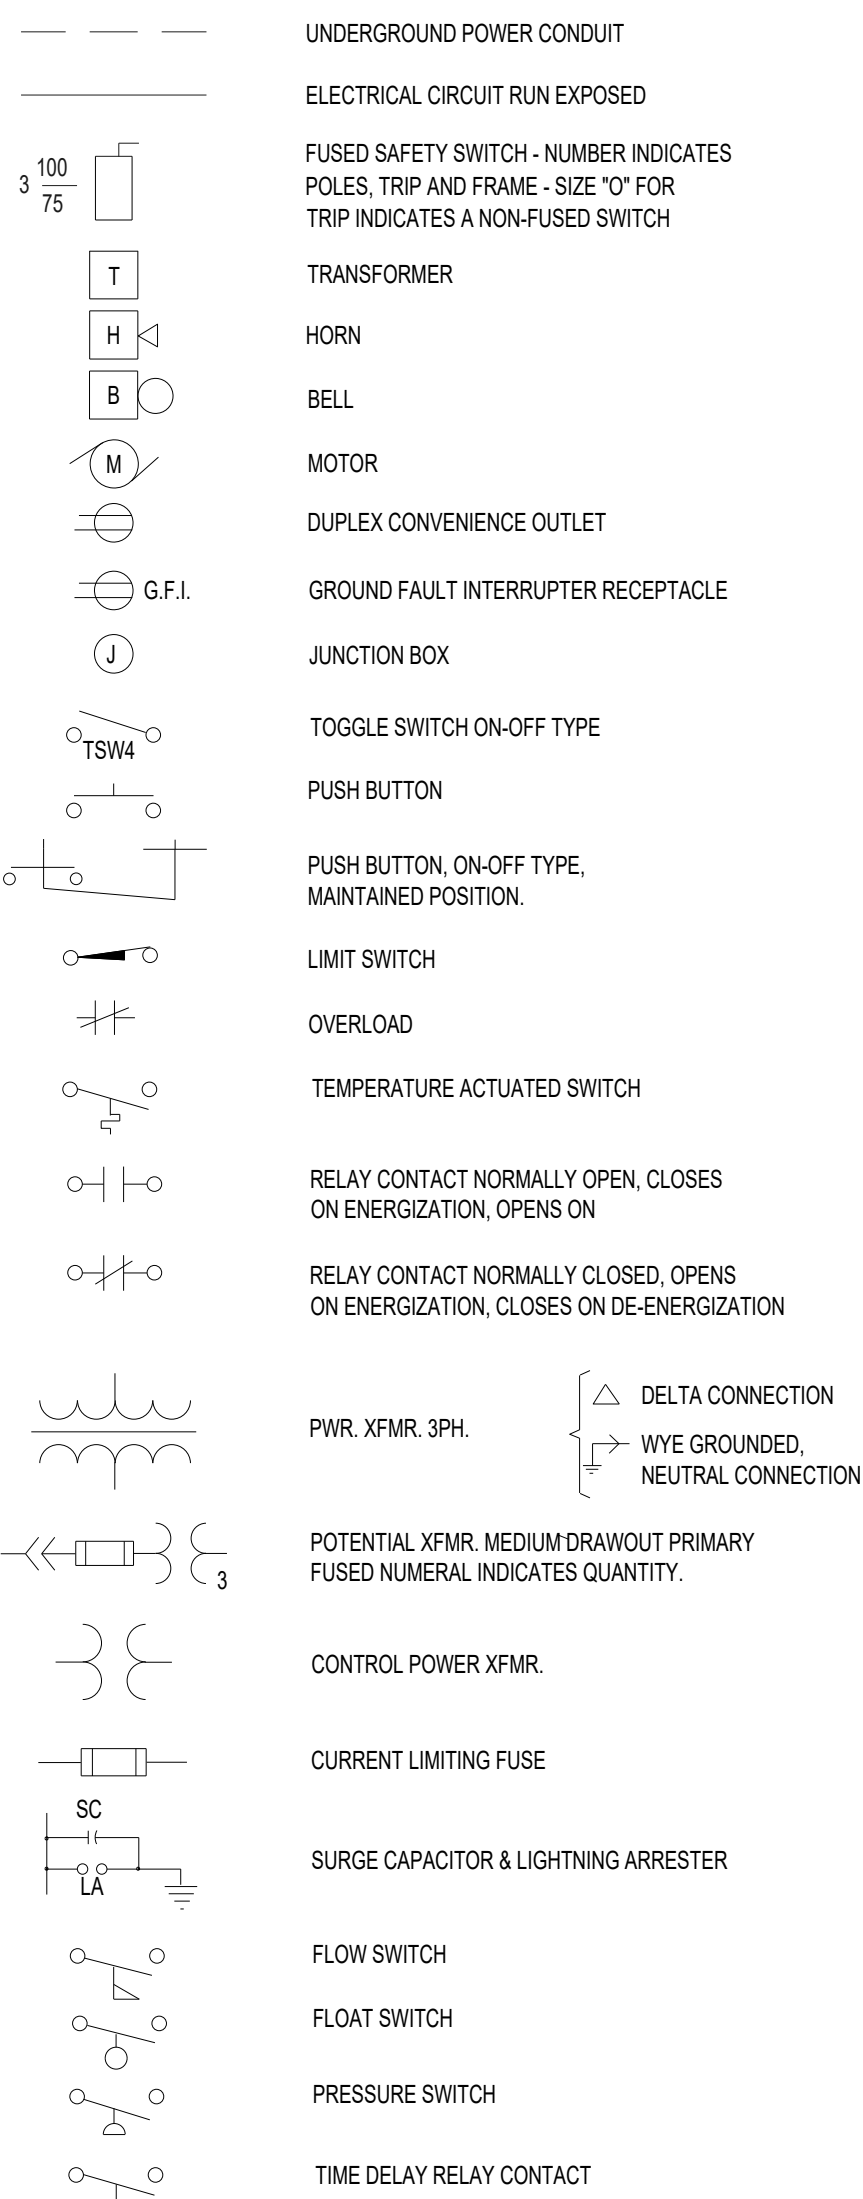 UNDERGROUND POWER CONDUIT
ELECTRICAL CIRCUIT RUN EXPOSED
3 100
75
FUSED SAFETY SWITCH - NUMBER INDICATES
POLES, TRIP AND FRAME - SIZE "O" FOR
TRIP INDICATES A NON-FUSED SWITCH
T TRANSFORMER
H HORN
B BELL
M MOTOR
DUPLEX CONVENIENCE OUTLET
G.F.I. GROUND FAULT INTERRUPTER RECEPTACLE
J JUNCTION BOX
TSW4 TOGGLE SWITCH ON-OFF TYPE
PUSH BUTTON
PUSH BUTTON, ON-OFF TYPE,
MAINTAINED POSITION.
LIMIT SWITCH
OVERLOAD
TEMPERATURE ACTUATED SWITCH
RELAY CONTACT NORMALLY OPEN, CLOSES
ON ENERGIZATION, OPENS ON
RELAY CONTACT NORMALLY CLOSED, OPENS
ON ENERGIZATION, CLOSES ON DE-ENERGIZATION
PWR. XFMR. 3PH.
DELTA CONNECTION
WYE GROUNDED,
NEUTRAL CONNECTION
3
POTENTIAL XFMR. MEDIUM DRAWOUT PRIMARY
FUSED NUMERAL INDICATES QUANTITY.
CONTROL POWER XFMR.
CURRENT LIMITING FUSE
SC
LA
SURGE CAPACITOR & LIGHTNING ARRESTER
FLOW SWITCH
FLOAT SWITCH
PRESSURE SWITCH
TIME DELAY RELAY CONTACT